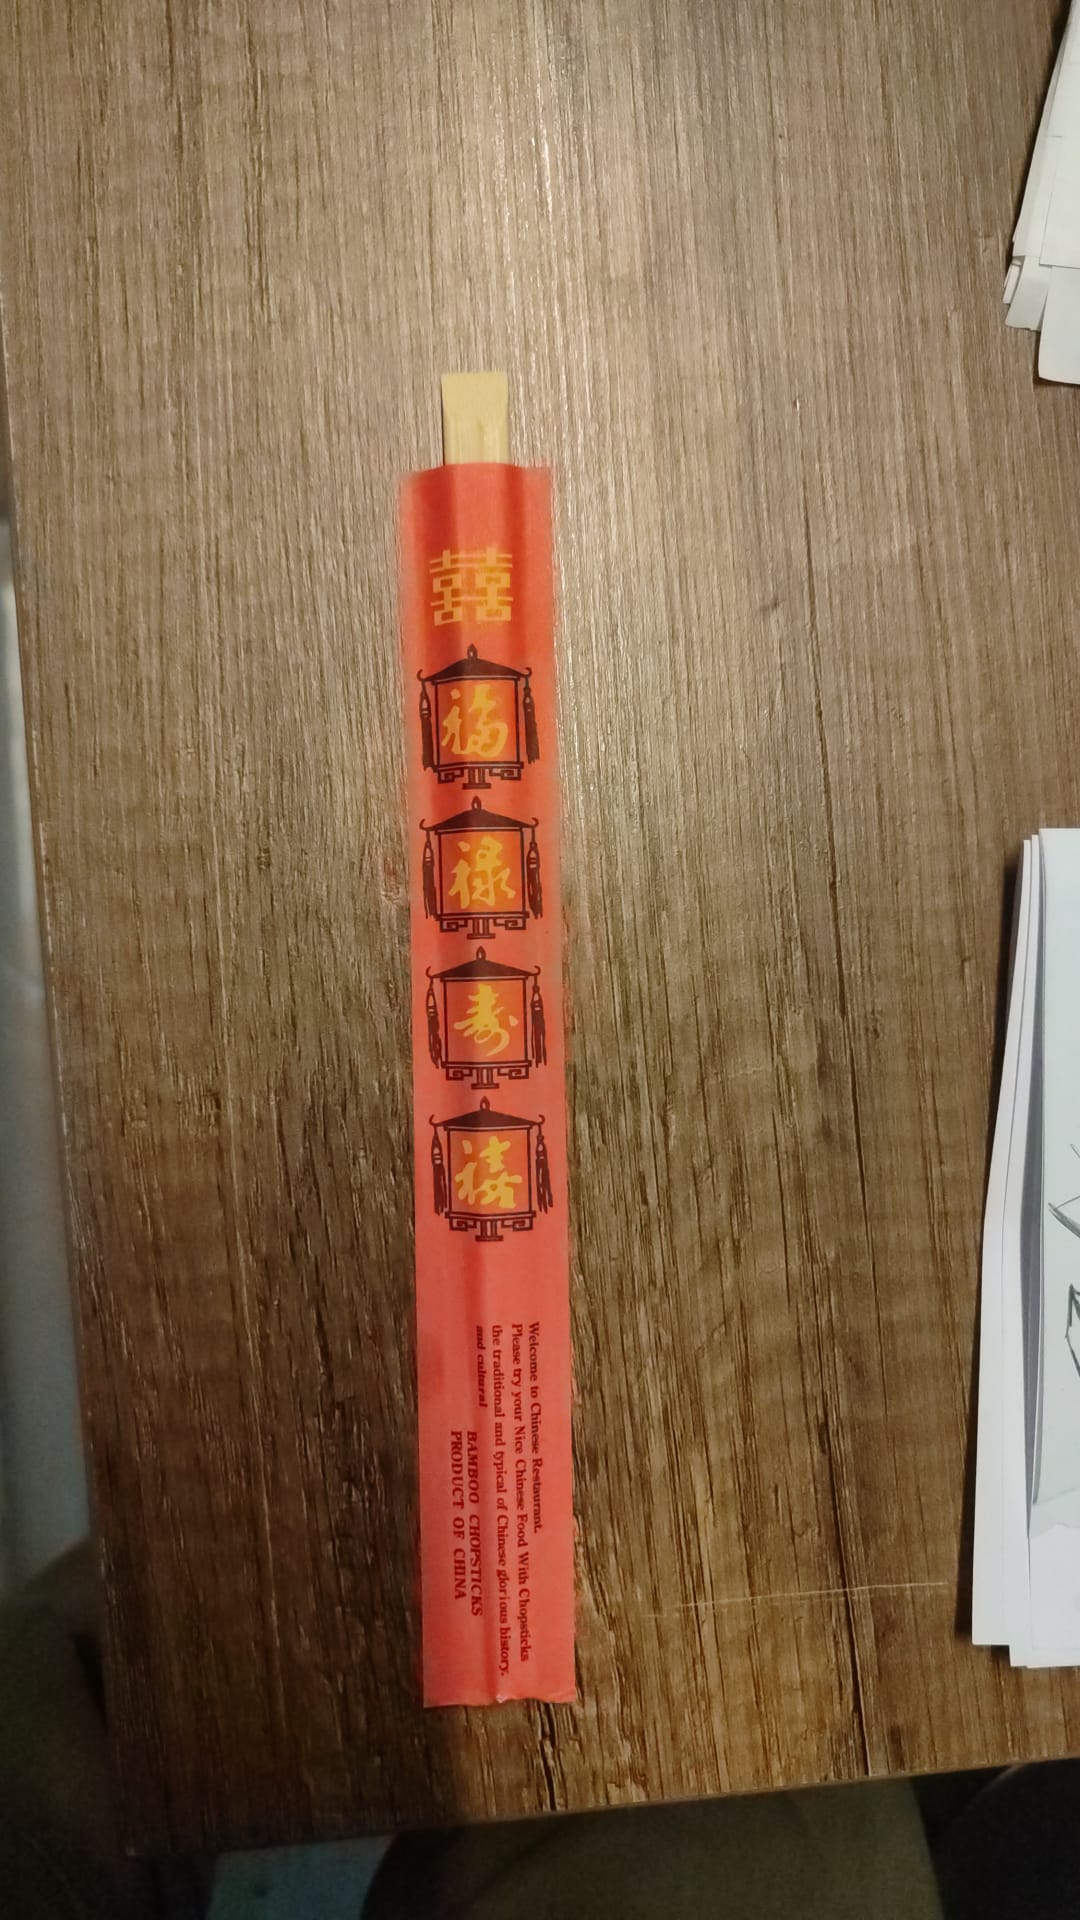 囍
福
禄
寿
禧
Welcome to Chinese Restaurant.
Please try your Nice Chinese Food With Chopsticks
the traditional and typical of Chinese glorious history.
and cultural
BAMBOO CHOPSTICKS
PRODUCT OF CHINA